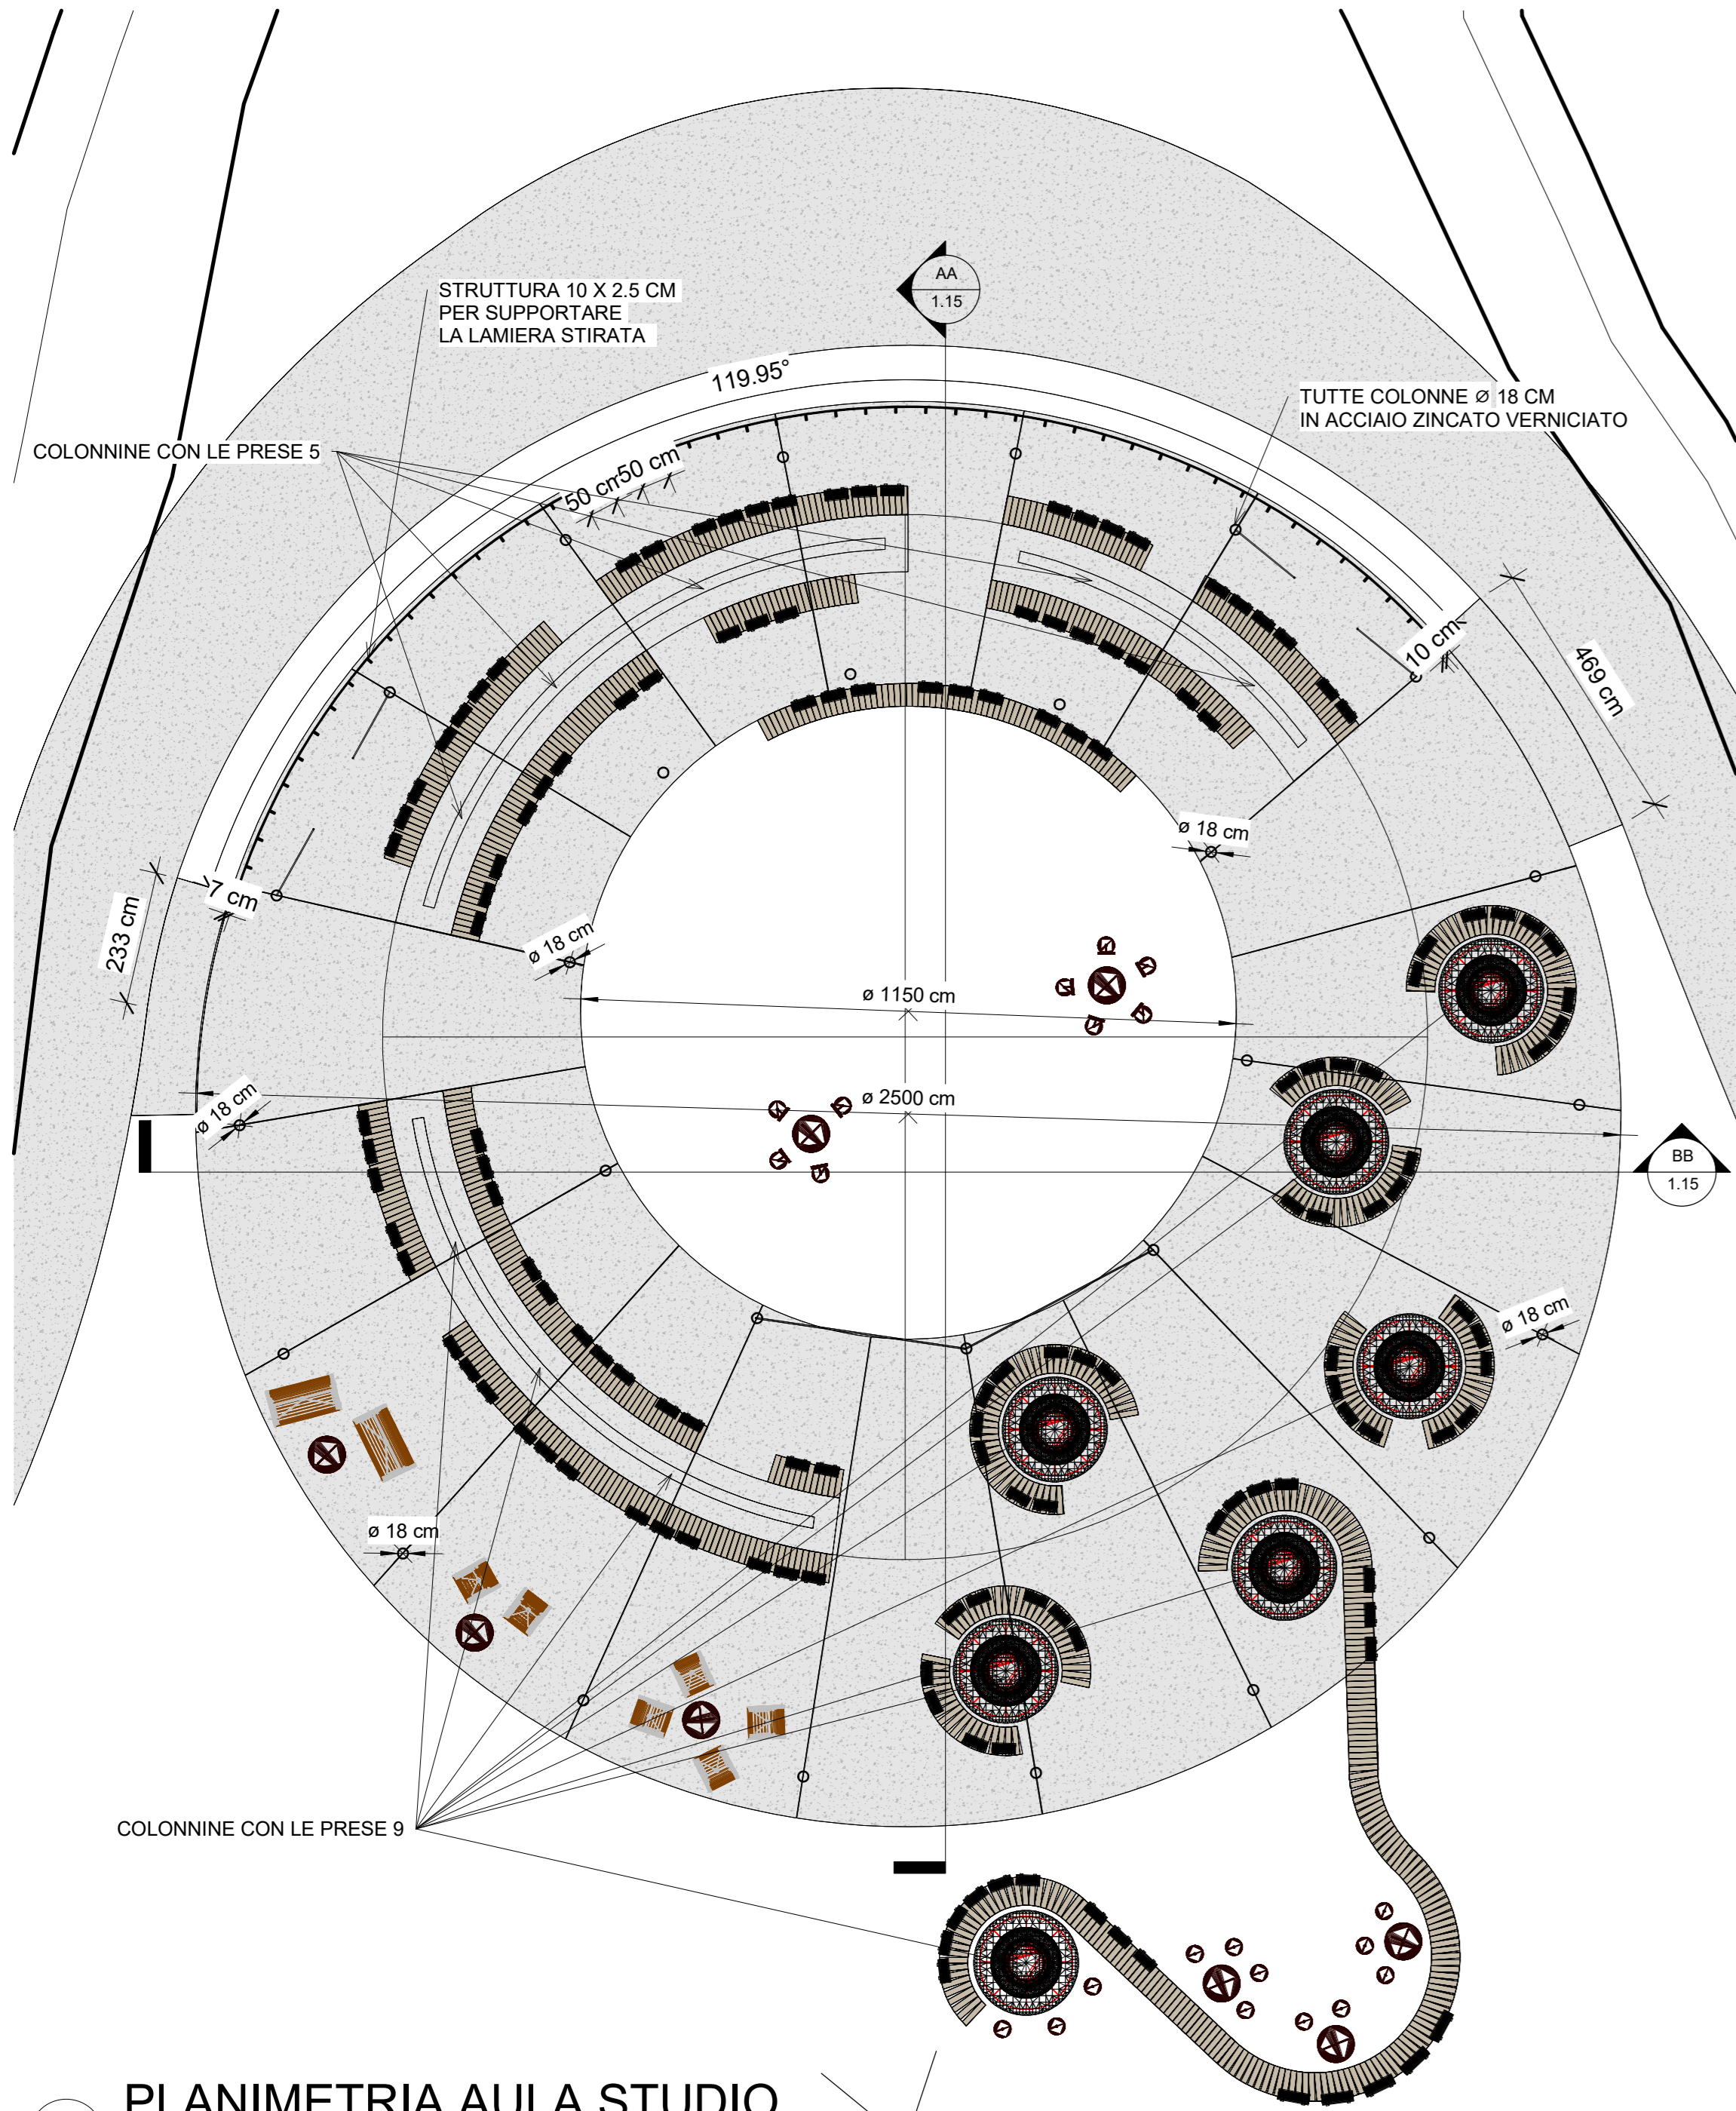 AA
1.15
STRUTTURA 10 X 2.5 CM
PER SUPPORTARE
LA LAMIERA STIRATA
119.95°
TUTTE COLONNE Ø 18 CM
IN ACCIAIO ZINCATO VERNICIATO
COLONNINE CON LE PRESE 5
50 cm
50 cm
10 cm
469 cm
ø 18 cm
7 cm
233 cm
ø 18 cm
ø 1150 cm
ø 2500 cm
ø 18 cm
BB
1.15
ø 18 cm
ø 18 cm
COLONNINE CON LE PRESE 9
PLANIMETRIA AULA STUDIO